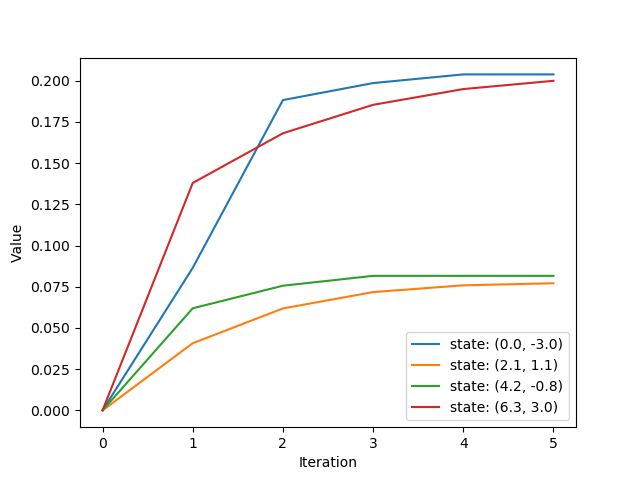 0.200
0.175
0.150
0.125
0.100
0.075
0.050
0.025
0.000
Value
0 1 2 3 4 5
Iteration
state: (0.0, -3.0)
state: (2.1, 1.1)
state: (4.2, -0.8)
state: (6.3, 3.0)